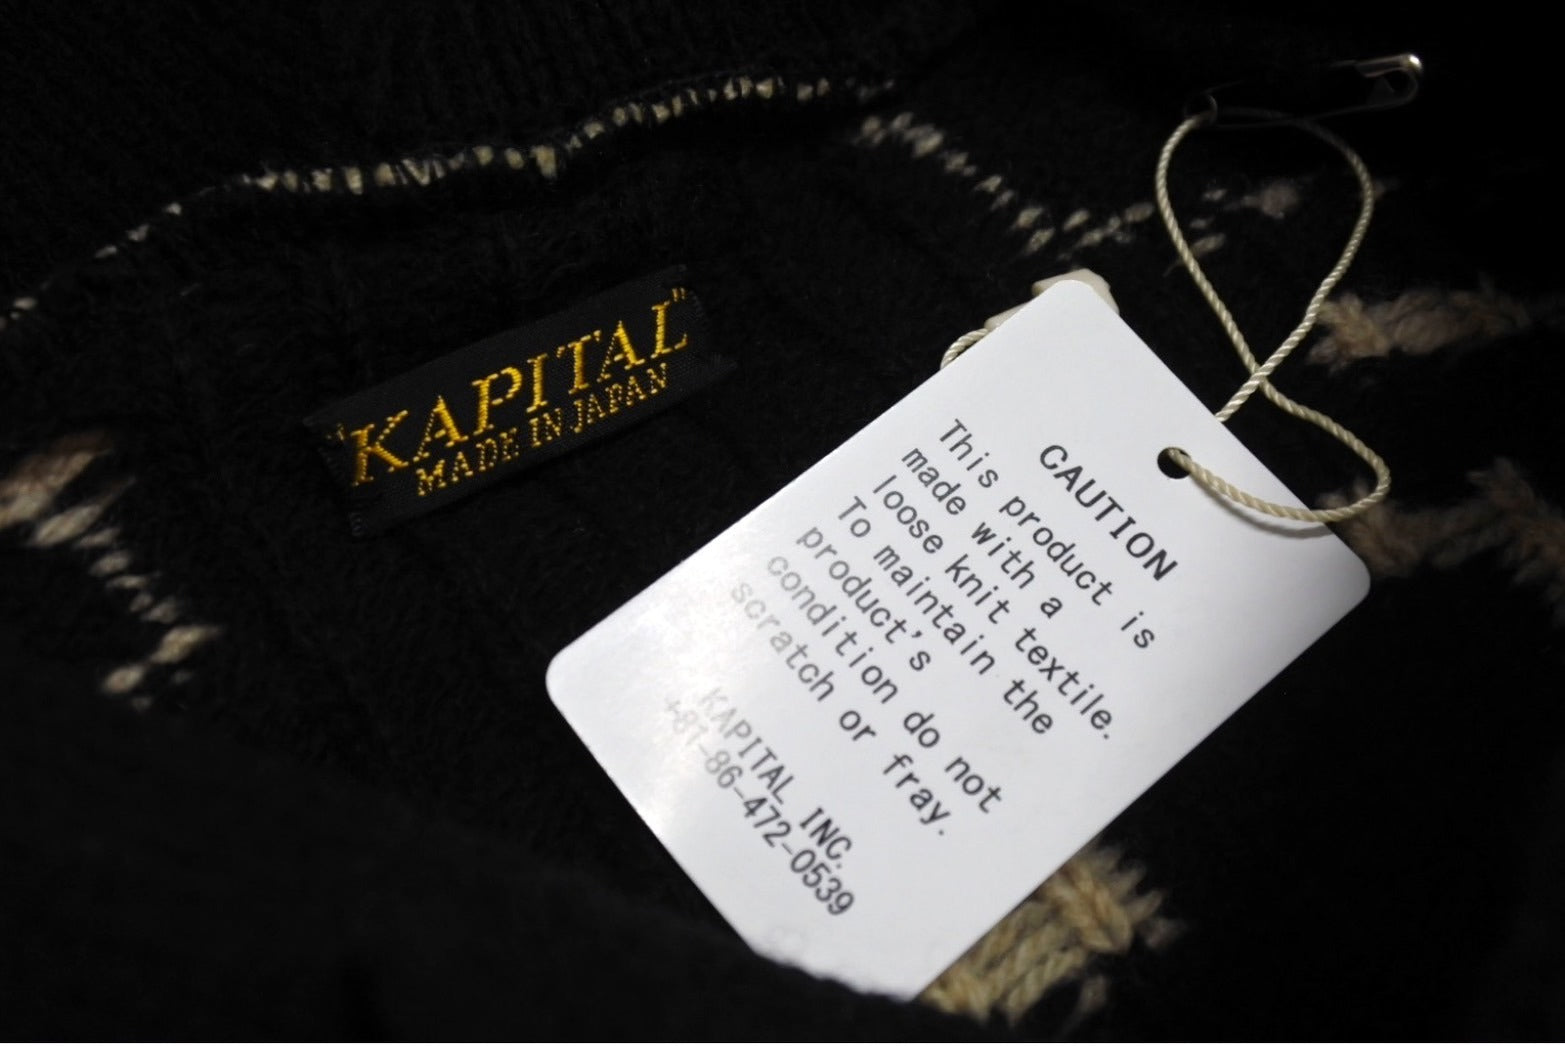 "KAPITAL"
MADE IN JAPAN
CAUTION
This product is
made with a
loose knit textile.
To maintain the
product's
condition do not
scratch or fray.
KAPITAL INC.
+87-86-472-0539